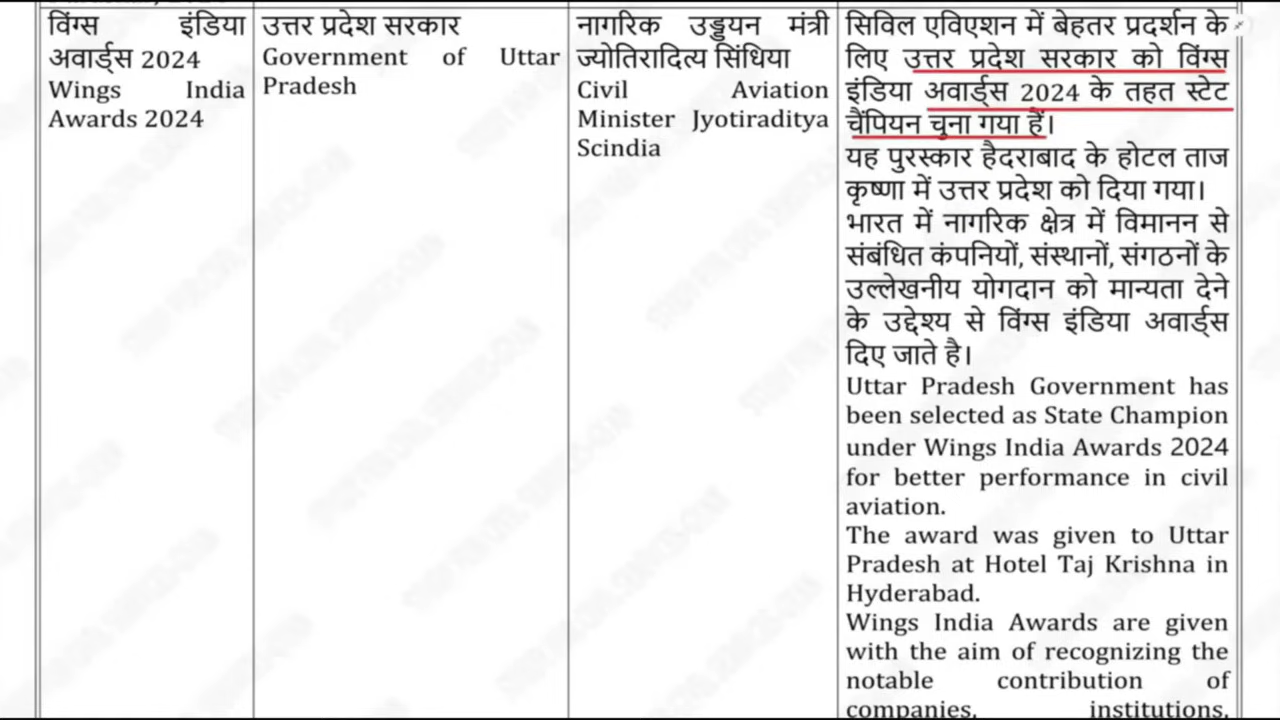 विंग्स इंडिया
अवार्ड्स 2024
Wings India
Awards 2024
उत्तर प्रदेश सरकार
Government of Uttar
Pradesh
नागरिक उड्डयन मंत्री
ज्योतिरादित्य सिंधिया
Civil Aviation
Minister Jyotiraditya
Scindia
सिविल एविएशन में बेहतर प्रदर्शन के
लिए उत्तर प्रदेश सरकार को विंग्स
इंडिया अवार्ड्स 2024 के तहत स्टेट
चैंपियन चुना गया हैं।
यह पुरस्कार हैदराबाद के होटल ताज
कृष्णा में उत्तर प्रदेश को दिया गया।
भारत में नागरिक क्षेत्र में विमानन से
संबंधित कंपनियों, संस्थानों, संगठनों के
उल्लेखनीय योगदान को मान्यता देने
के उद्देश्य से विंग्स इंडिया अवार्ड्स
दिए जाते है।
Uttar Pradesh Government has
been selected as State Champion
under Wings India Awards 2024
for better performance in civil
aviation.
The award was given to Uttar
Pradesh at Hotel Taj Krishna in
Hyderabad.
Wings India Awards are given
with the aim of recognizing the
notable contribution of
companies, institutions,